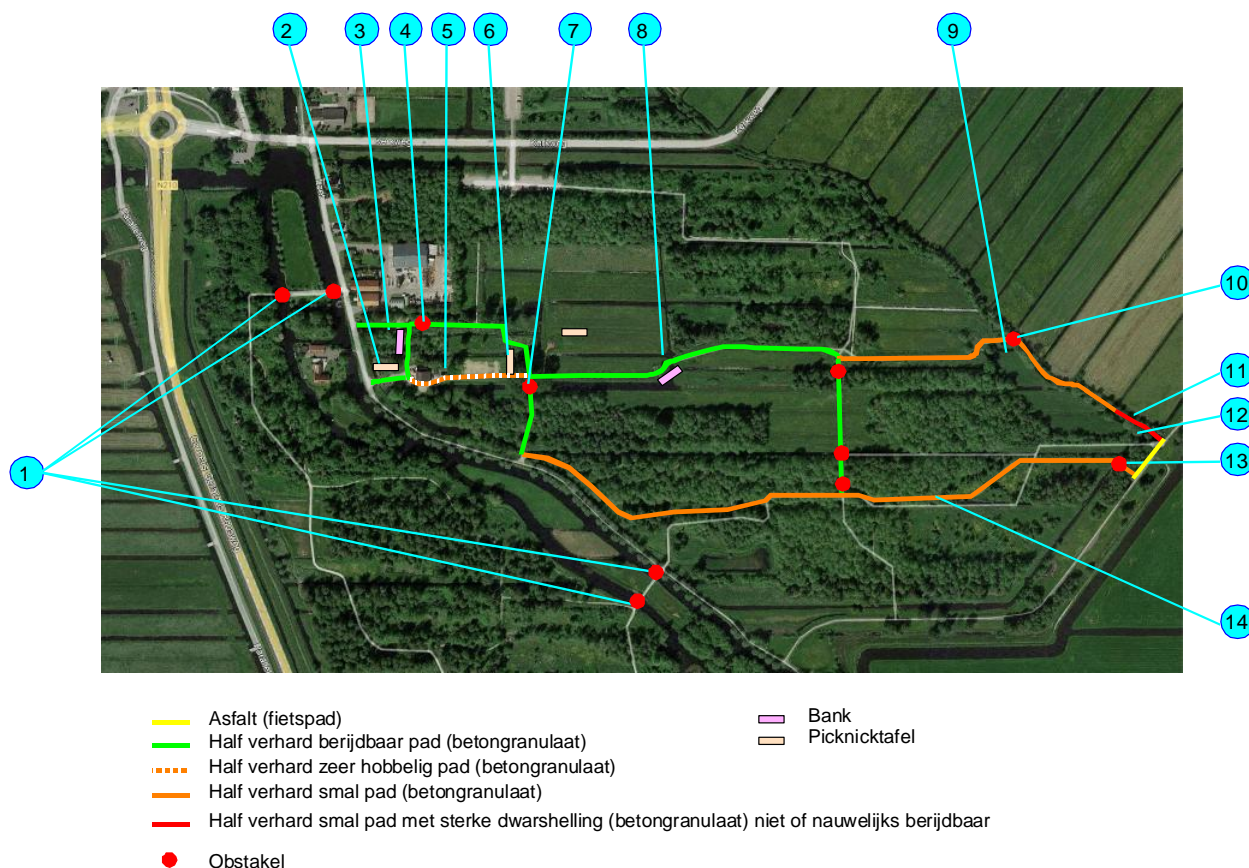 2
3
4
5
6
7
8
9
N210
10
11
12
13
1
14
Asfalt (fietspad)
Half verhard berijdbaar pad (betongranulaat)
Half verhard zeer hobbelig pad (betongranulaat)
Half verhard smal pad (betongranulaat)
Half verhard smal pad met sterke dwarshelling (betongranulaat) niet of nauwelijks berijdbaar
Obstakel
Bank
Picknicktafel